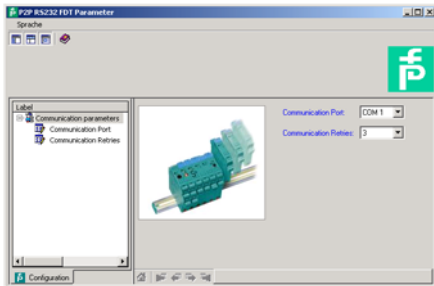 P2P RS232 FDT Parameter
Sprache
Label
Communication parameters
Communication Port
Communication Retries
Communication Port: COM 1
Communication Retries: 3
Configuration